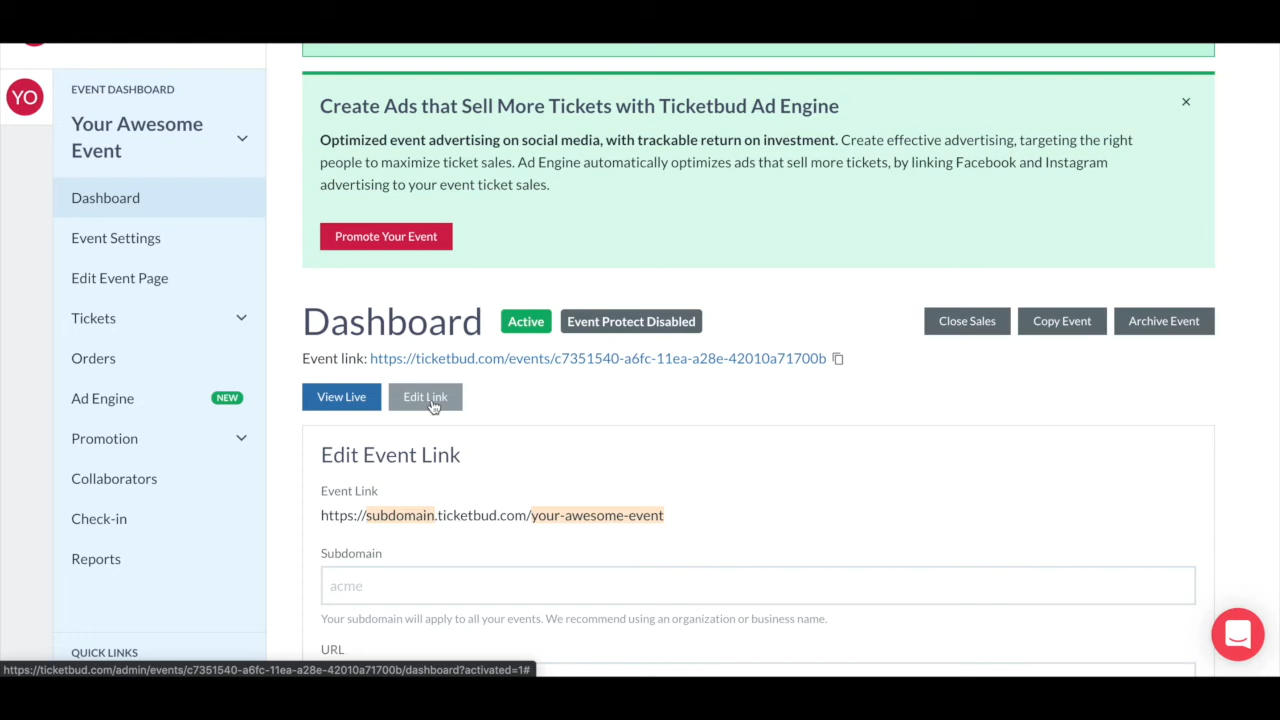 YO
EVENT DASHBOARD
Your Awesome
Event
Dashboard
Event Settings
Edit Event Page
Tickets
Orders
Ad Engine NEW
Promotion
Collaborators
Check-in
Reports
QUICK LINKS
Create Ads that Sell More Tickets with Ticketbud Ad Engine
Optimized event advertising on social media, with trackable return on investment. Create effective advertising, targeting the right
people to maximize ticket sales. Ad Engine automatically optimizes ads that sell more tickets, by linking Facebook and Instagram
advertising to your event ticket sales.
Promote Your Event
Dashboard Active Event Protect Disabled Close Sales Copy Event Archive Event
Event link: https://ticketbud.com/events/c7351540-a6fc-11ea-a28e-42010a71700b
View Live Edit Link
Edit Event Link
Event Link
https://subdomain.ticketbud.com/your-awesome-event
Subdomain
acme
Your subdomain will apply to all your events. We recommend using an organization or business name.
URL
https://ticketbud.com/admin/events/c7351540-a6fc-11ea-a28e-42010a71700b/dashboard?activated=1#